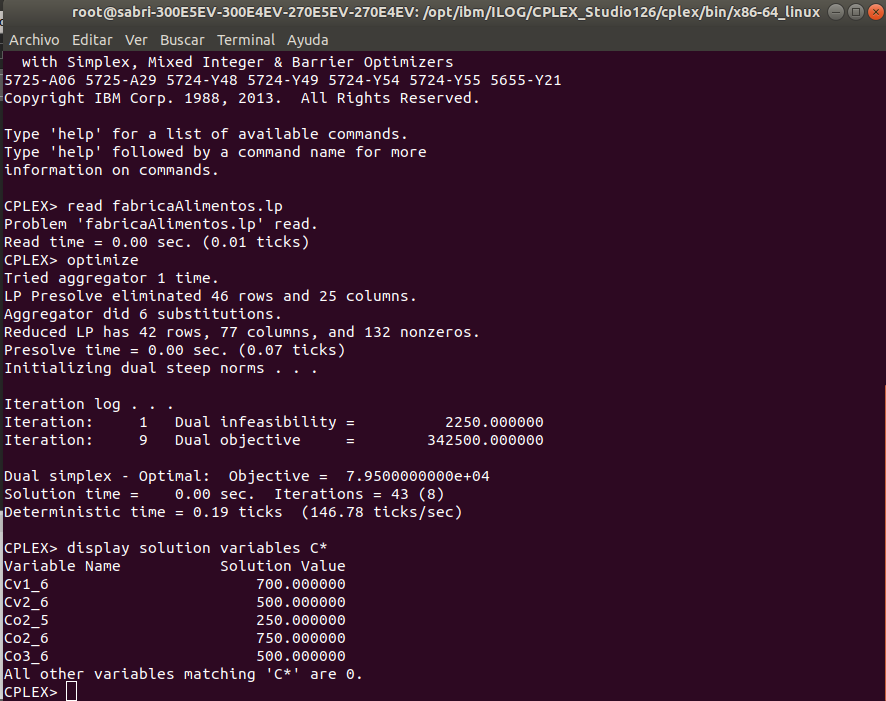 root@sabri-300E5EV-300E4EV-270E5EV-270E4EV: /opt/ibm/ILOG/CPLEX_Studio126/cplex/bin/x86-64_linux
Archivo Editar Ver Buscar Terminal Ayuda
with Simplex, Mixed Integer & Barrier Optimizers
5725-A06 5725-A29 5724-Y48 5724-Y49 5724-Y54 5724-Y55 5655-Y21
Copyright IBM Corp. 1988, 2013.  All Rights Reserved.
Type 'help' for a list of available commands.
Type 'help' followed by a command name for more
information on commands.
CPLEX> read fabricaAlimentos.lp
Problem 'fabricaAlimentos.lp' read.
Read time = 0.00 sec. (0.01 ticks)
CPLEX> optimize
Tried aggregator 1 time.
LP Presolve eliminated 46 rows and 25 columns.
Aggregator did 6 substitutions.
Reduced LP has 42 rows, 77 columns, and 132 nonzeros.
Presolve time = 0.00 sec. (0.07 ticks)
Initializing dual steep norms . . .
Iteration log . . .
Iteration:     1   Dual infeasibility =          2250.000000
Iteration:     9   Dual objective     =        342500.000000
Dual simplex - Optimal:  Objective =  7.9500000000e+04
Solution time =    0.00 sec.  Iterations = 43 (8)
Deterministic time = 0.19 ticks  (146.78 ticks/sec)
CPLEX> display solution variables C*
Variable Name           Solution Value
Cv1_6                       700.000000
Cv2_6                       500.000000
Co2_5                       250.000000
Co2_6                       750.000000
Co3_6                       500.000000
All other variables matching 'C*' are 0.
CPLEX>